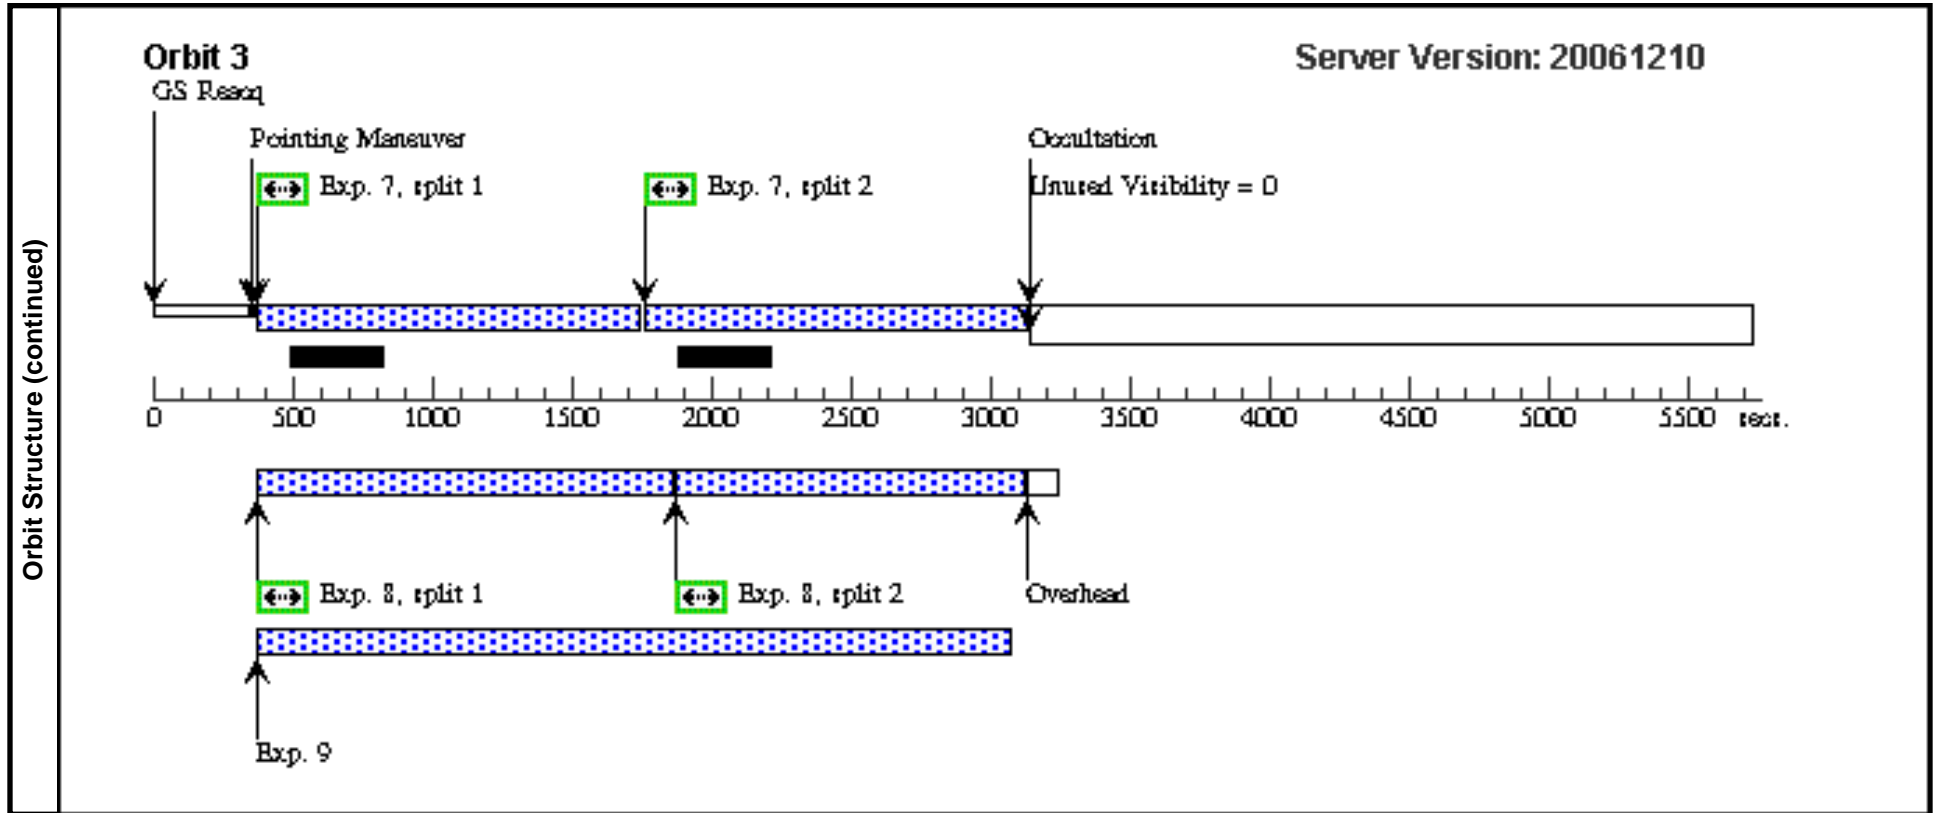 Orbit Structure (continued)
Orbit 3
Server Version: 20061210
GS Reacq
Pointing Maneuver
Occultation
Exp. 7, split 1
Exp. 7, split 2
Unused Visibility = 0
0 500 1000 1500 2000 2500 3000 3500 4000 4500 5000 5500 secs.
Exp. 8, split 1
Exp. 8, split 2
Overhead
Exp. 9